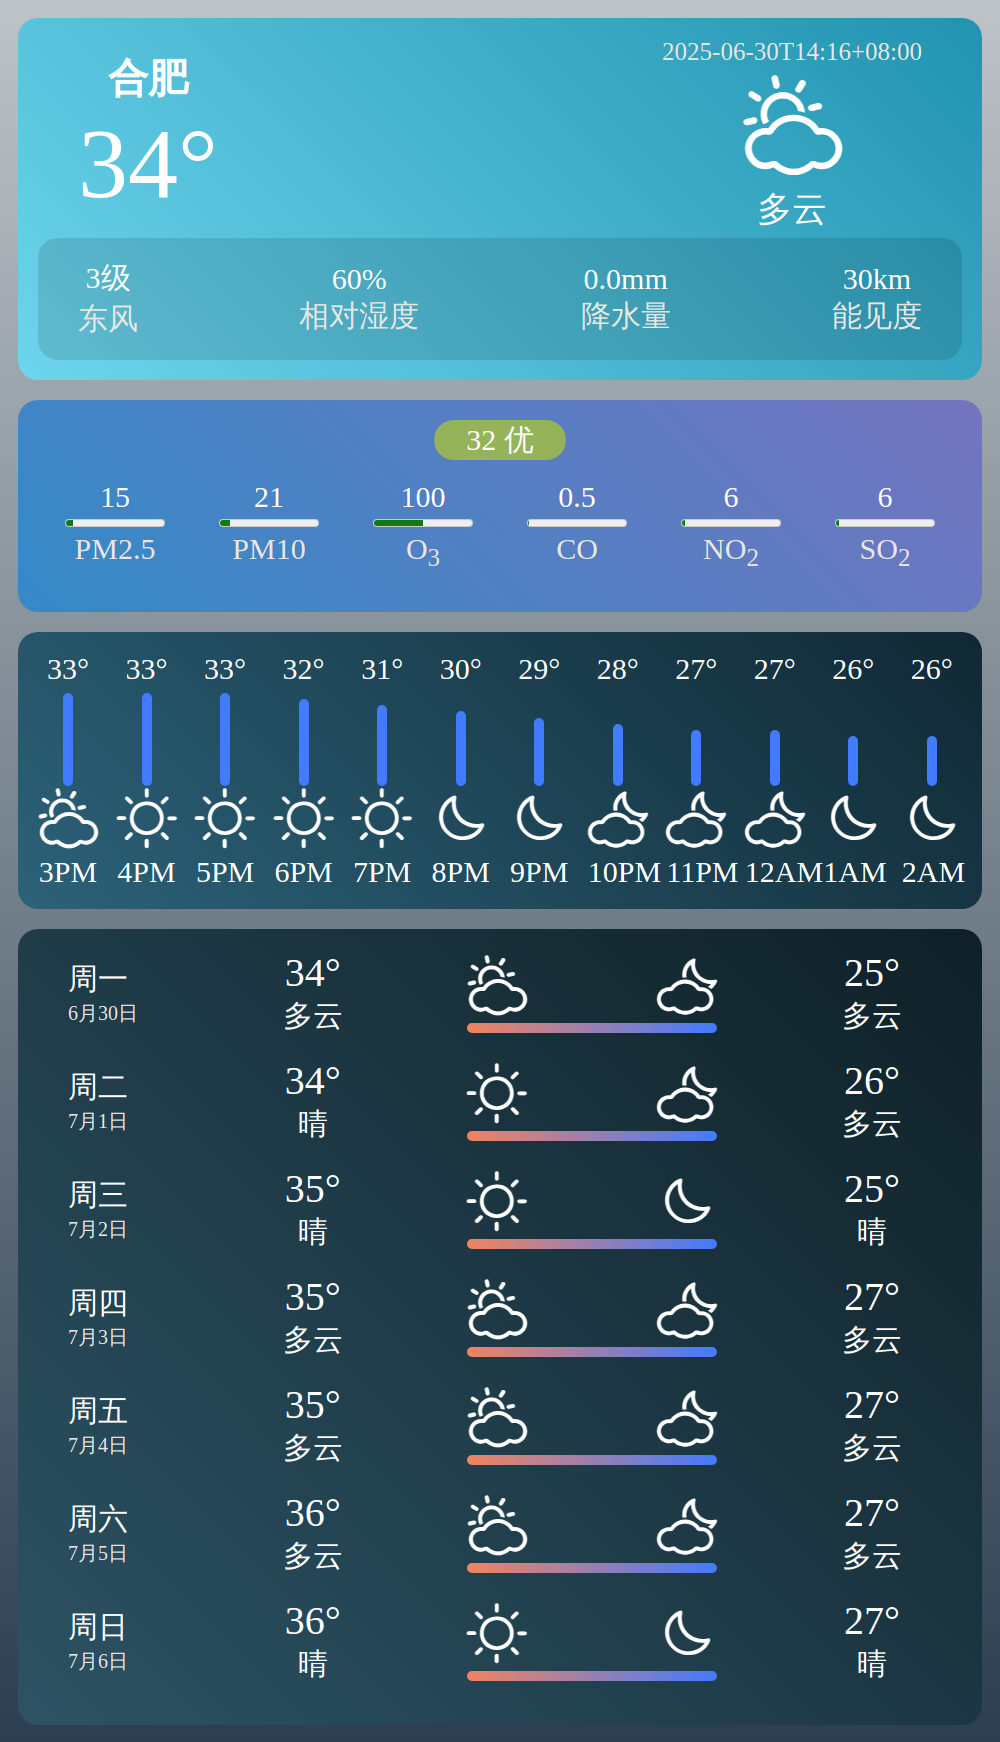 合肥
34°
2025-06-30T14:16+08:00
多云
3级 60% 0.0mm 30km
东风 相对湿度 降水量 能见度
32 优
15 21 100 0.5 6 6
PM2.5 PM10 O3 CO NO2 SO2
33° 33° 33° 32° 31° 30° 29° 28° 27° 27° 26° 26°
3PM 4PM 5PM 6PM 7PM 8PM 9PM 10PM 11PM 12AM 1AM 2AM
周一 34° 25°
6月30日 多云 多云
周二 34° 26°
7月1日 晴 多云
周三 35° 25°
7月2日 晴 晴
周四 35° 27°
7月3日 多云 多云
周五 35° 27°
7月4日 多云 多云
周六 36° 27°
7月5日 多云 多云
周日 36° 27°
7月6日 晴 晴